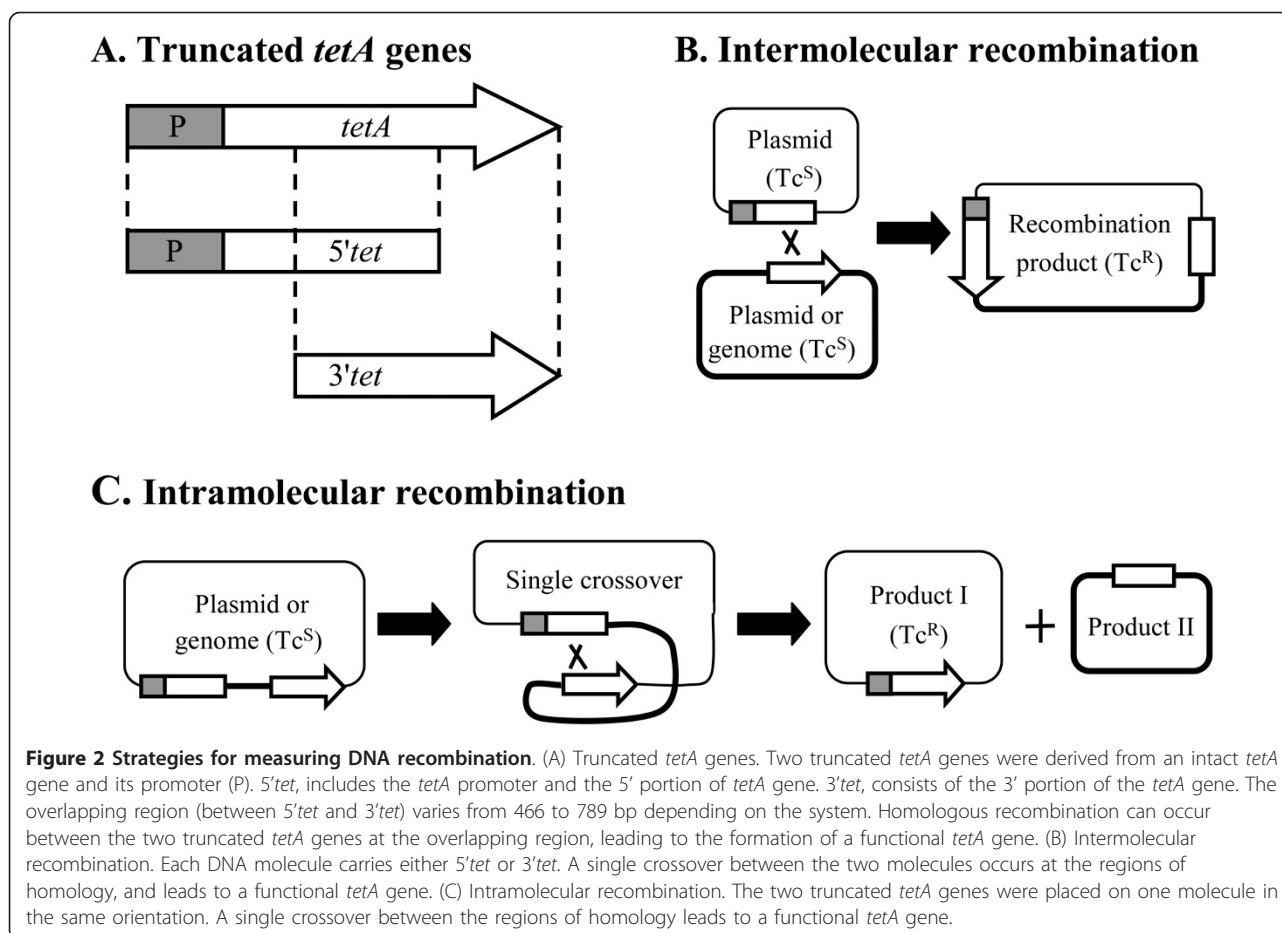 A. Truncated tetA genes
P tetA
P 5'tet
3'tet
B. Intermolecular recombination
Plasmid
(Tcˢ)
X
Plasmid or
genome (Tcˢ)
Recombination
product (Tcᴿ)
C. Intramolecular recombination
Plasmid or
genome (Tcˢ)
Single crossover
X
Product I
(Tcᴿ)
+
Product II
Figure 2 Strategies for measuring DNA recombination. (A) Truncated tetA genes. Two truncated tetA genes were derived from an intact tetA
gene and its promoter (P). 5'tet, includes the tetA promoter and the 5' portion of tetA gene. 3'tet, consists of the 3' portion of the tetA gene. The
overlapping region (between 5'tet and 3'tet) varies from 466 to 789 bp depending on the system. Homologous recombination can occur
between the two truncated tetA genes at the overlapping region, leading to the formation of a functional tetA gene. (B) Intermolecular
recombination. Each DNA molecule carries either 5'tet or 3'tet. A single crossover between the two molecules occurs at the regions of
homology, and leads to a functional tetA gene. (C) Intramolecular recombination. The two truncated tetA genes were placed on one molecule in
the same orientation. A single crossover between the regions of homology leads to a functional tetA gene.